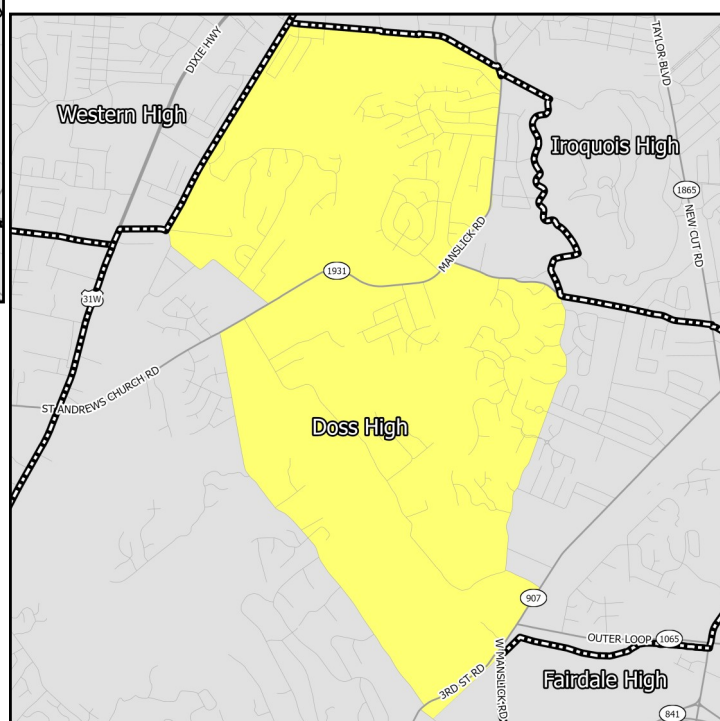 DIXIE HWY
TAYLOR BLVD
Western High
Iroquois High
1865
NEW CUT RD
MANSLICK RD
1931
31W
ST ANDREWS CHURCH RD
Doss High
907
OUTER LOOP
1065
W MANSLICK RD
3RD ST RD
Fairdale High
841